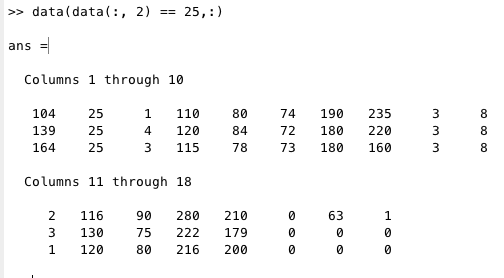 >> data(data(:, 2) == 25,:)
ans =
Columns 1 through 10
104 25 1 110 80 74 190 235 3 8
139 25 4 120 84 72 180 220 3 8
164 25 3 115 78 73 180 160 3 8
Columns 11 through 18
2 116 90 280 210 0 63 1
3 130 75 222 179 0 0 0
1 120 80 216 200 0 0 0